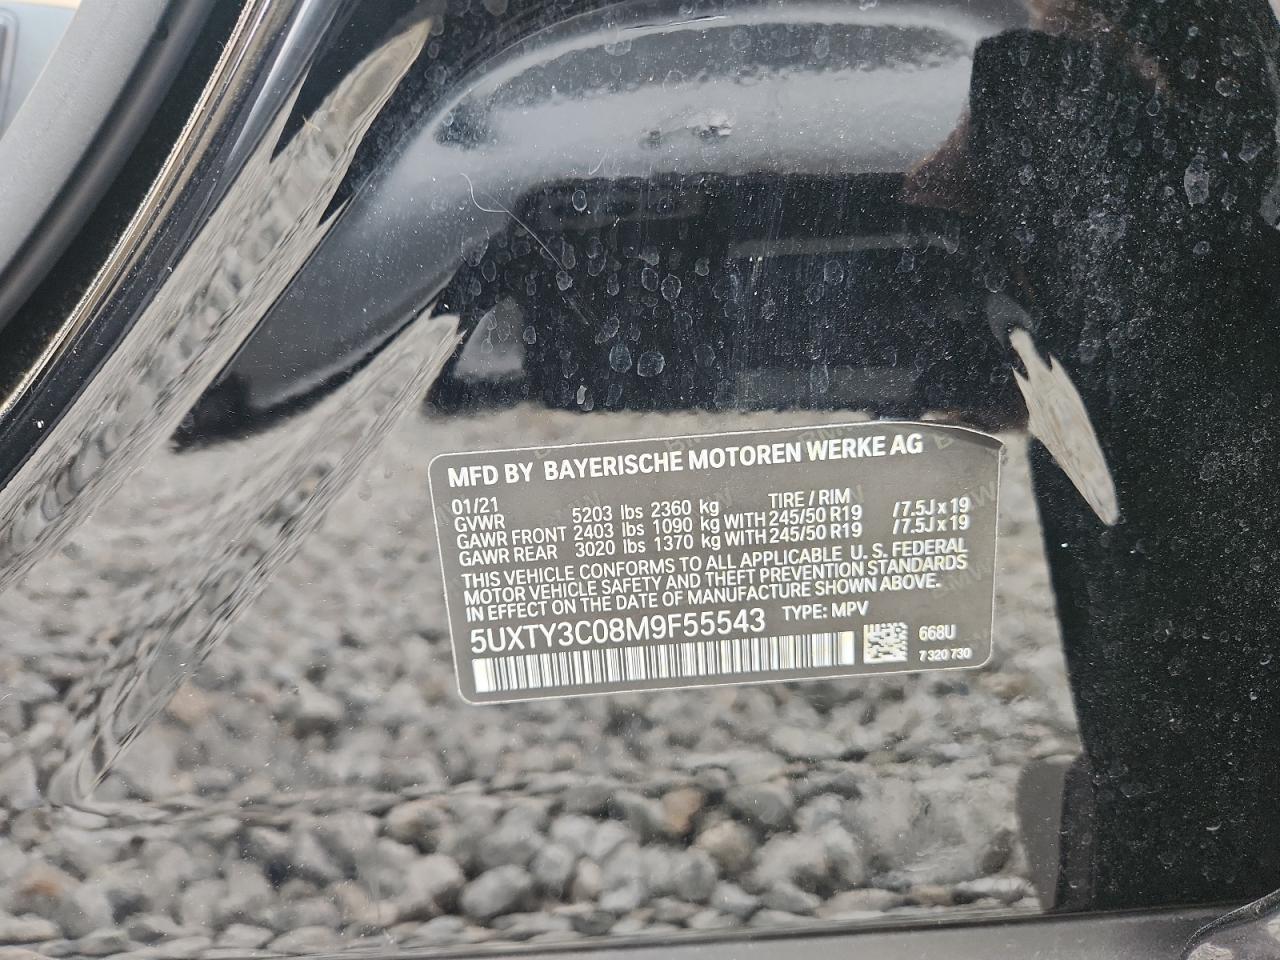 MFD BY BAYERISCHE MOTOREN WERKE AG
01/21 TIRE / RIM
GVWR 5203 lbs 2360 kg
GAWR FRONT 2403 lbs 1090 kg WITH 245/50 R19 /7.5J x 19
GAWR REAR 3020 lbs 1370 kg WITH 245/50 R19 /7.5J x 19
THIS VEHICLE CONFORMS TO ALL APPLICABLE U. S. FEDERAL
MOTOR VEHICLE SAFETY AND THEFT PREVENTION STANDARDS
IN EFFECT ON THE DATE OF MANUFACTURE SHOWN ABOVE.
5UXTY3C08M9F55543 TYPE: MPV
668U
7 320 730